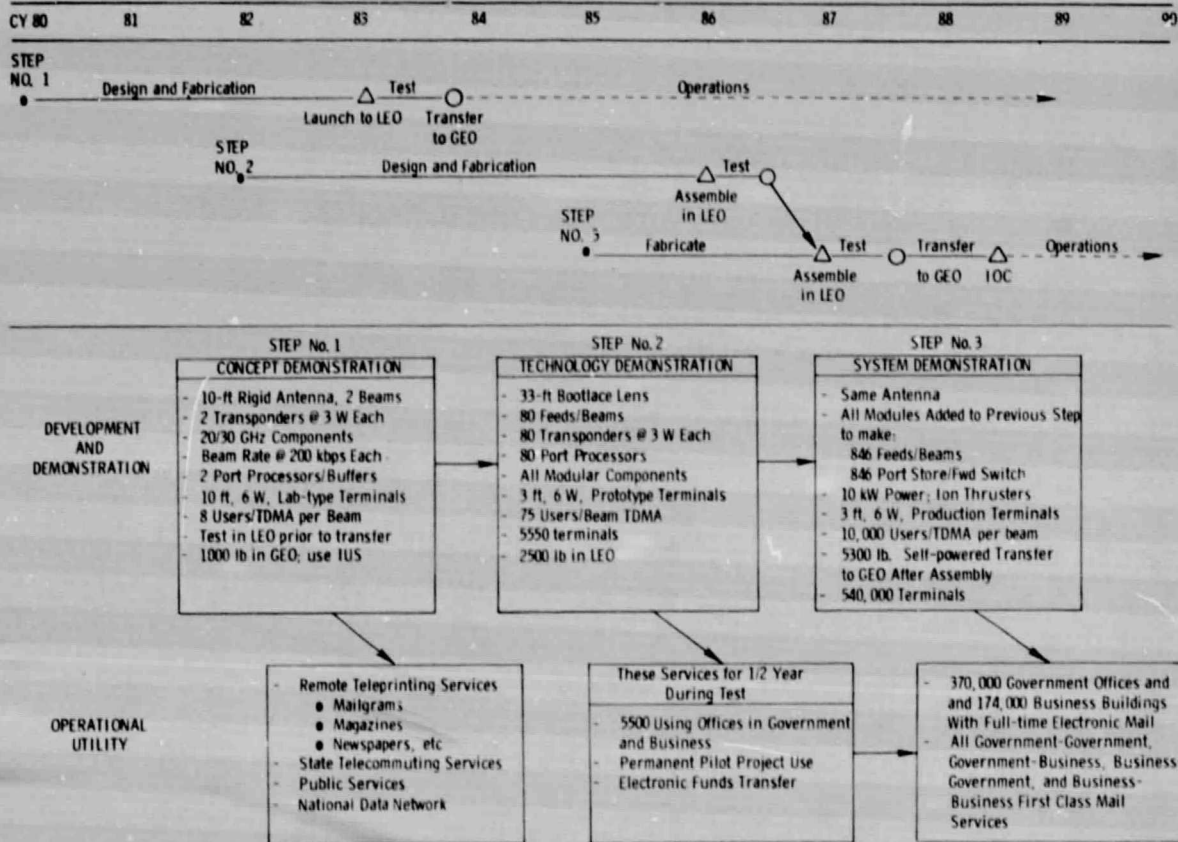 CY 80 81 82 83 84 85 86 87 88 89 90
STEP
NO. 1
Design and Fabrication Test Operations
Launch to LEO Transfer
to GEO
STEP
NO. 2
Design and Fabrication Test
Assemble
in LEO
STEP
NO. 3
Fabricate Test Transfer Operations
Assemble to GEO IOC
in LEO
DEVELOPMENT
AND
DEMONSTRATION
STEP No. 1
CONCEPT DEMONSTRATION
- 10-ft Rigid Antenna, 2 Beams
- 2 Transponders @ 3 W Each
- 20/30 GHz Components
- Beam Rate @ 200 kbps Each
- 2 Port Processors/Buffers
- 10 ft, 6 W, Lab-type Terminals
- 8 Users/TDMA per Beam
- Test in LEO prior to transfer
- 1000 lb in GEO; use IUS
STEP No. 2
TECHNOLOGY DEMONSTRATION
- 33-ft Bootlace Lens
- 80 Feeds/Beams
- 80 Transponders @ 3 W Each
- 80 Port Processors
- All Modular Components
- 3 ft, 6 W, Prototype Terminals
- 75 Users/Beam TDMA
- 5550 terminals
- 2500 lb in LEO
STEP No. 3
SYSTEM DEMONSTRATION
- Same Antenna
- All Modules Added to Previous Step
to make:
846 Feeds/Beams
846 Port Store/Fwd Switch
- 10 kW Power; Ion Thrusters
- 3 ft, 6 W, Production Terminals
- 10,000 Users/TDMA per beam
- 5300 lb. Self-powered Transfer
to GEO After Assembly
- 540,000 Terminals
OPERATIONAL
UTILITY
- Remote Teleprinting Services
● Mailgrams
● Magazines
● Newspapers, etc
- State Telecommuting Services
- Public Services
- National Data Network
These Services for 1/2 Year
During Test
- 5500 Using Offices in Government
and Business
- Permanent Pilot Project Use
- Electronic Funds Transfer
- 370,000 Government Offices and
and 174,000 Business Buildings
With Full-time Electronic Mail
- All Government-Government,
Government-Business, Business
Government, and Business-
Business First Class Mail
Services